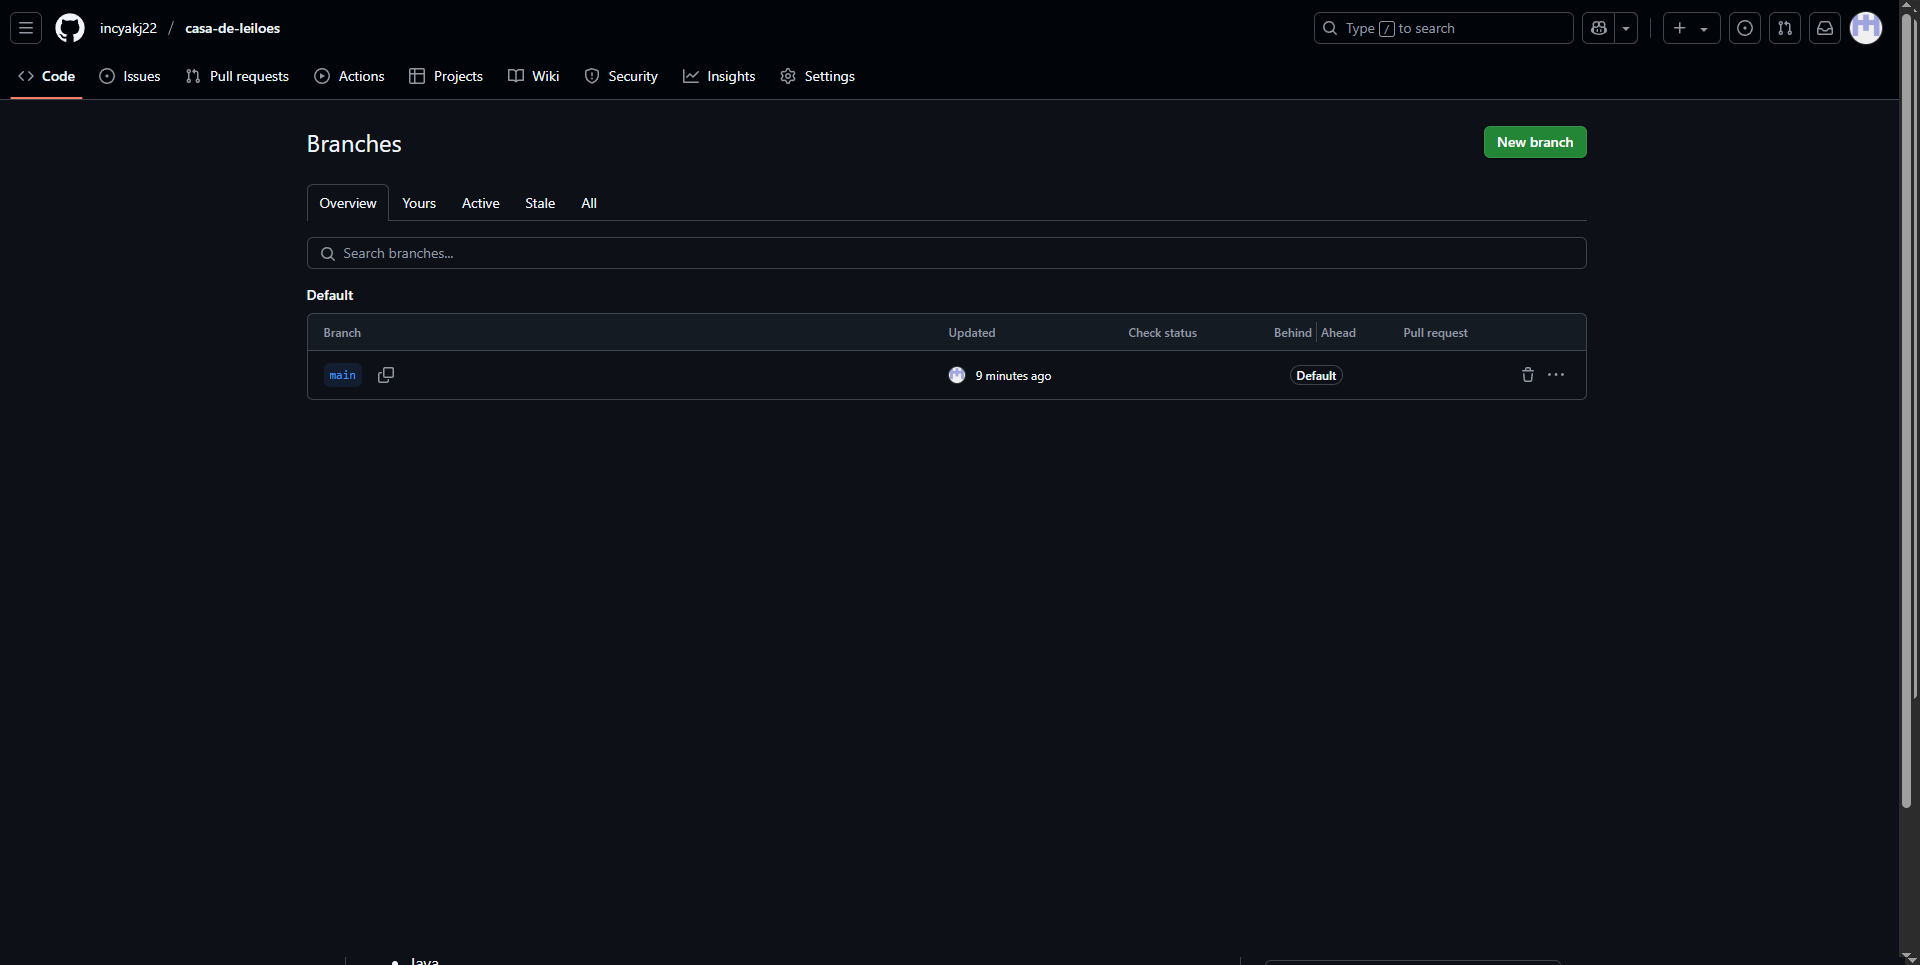 incyakj22 / casa-de-leiloes
Type / to search
Code Issues Pull requests Actions Projects Wiki Security Insights Settings
Branches
New branch
Overview Yours Active Stale All
Search branches...
Default
Branch Updated Check status Behind Ahead Pull request
main 9 minutes ago Default
Java